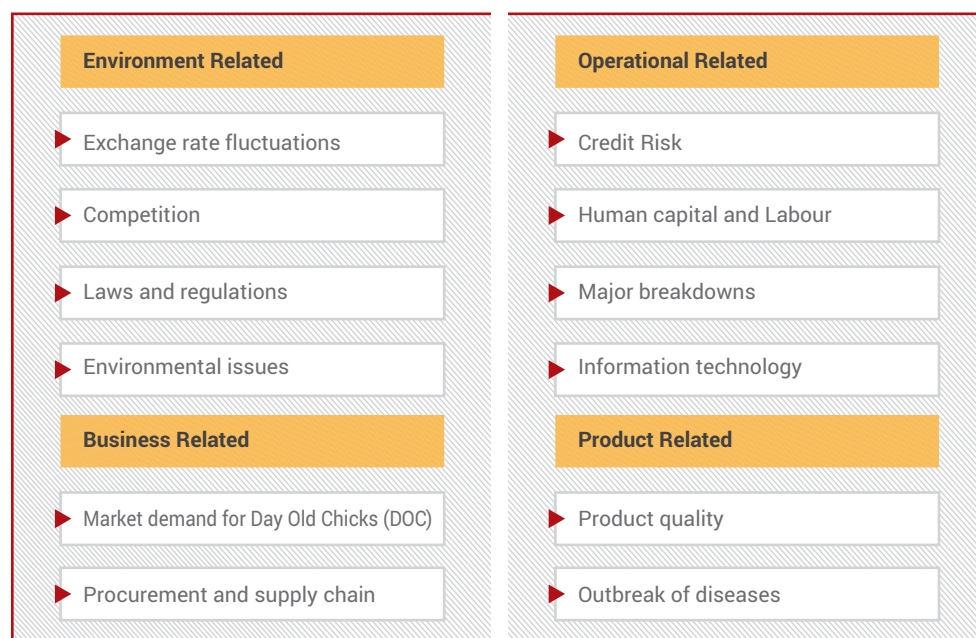 Environment Related
Exchange rate fluctuations
Competition
Laws and regulations
Environmental issues
Business Related
Market demand for Day Old Chicks (DOC)
Procurement and supply chain
Operational Related
Credit Risk
Human capital and Labour
Major breakdowns
Information technology
Product Related
Product quality
Outbreak of diseases